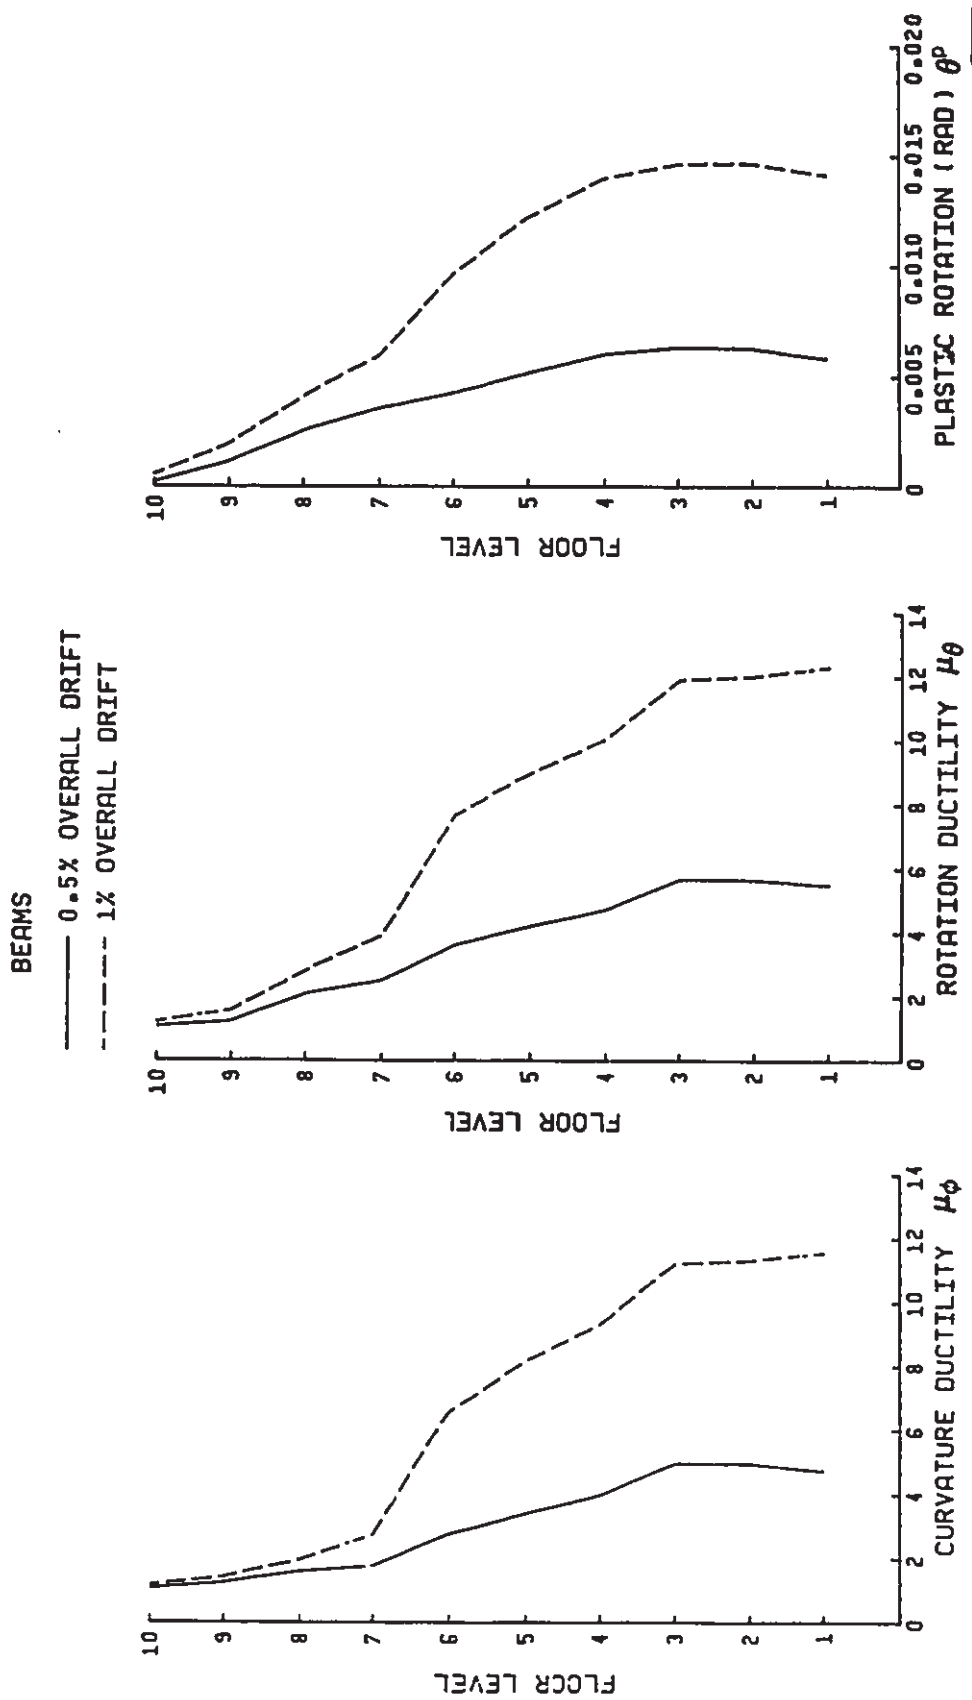 BEAMS
0.5% OVERALL DRIFT
1% OVERALL DRIFT
10
9
8
7
6
5
4
3
2
1
FLOOR LEVEL
0 2 4 6 8 10 12 14
CURVATURE DUCTILITY μφ
10
9
8
7
6
5
4
3
2
1
FLOOR LEVEL
0 2 4 6 8 10 12 14
ROTATION DUCTILITY μθ
10
9
8
7
6
5
4
3
2
1
FLOOR LEVEL
0 0.005 0.010 0.015 0.020
PLASTIC ROTATION (RAD) θᵖ